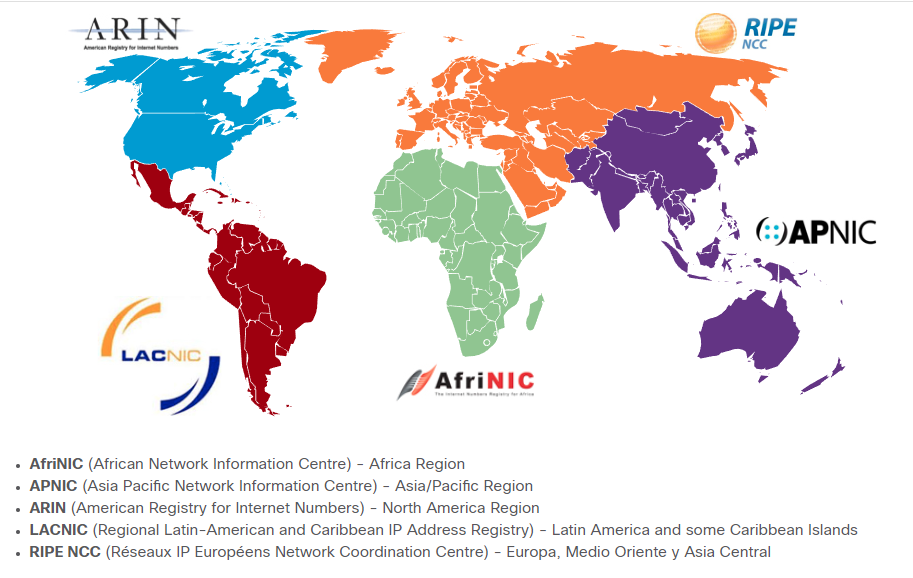 ARIN
American Registry for Internet Numbers
RIPE
NCC
APNIC
LACNIC
AfriNIC
The Internet Numbers Registry for Africa
• AfriNIC (African Network Information Centre) - Africa Region
• APNIC (Asia Pacific Network Information Centre) - Asia/Pacific Region
• ARIN (American Registry for Internet Numbers) - North America Region
• LACNIC (Regional Latin-American and Caribbean IP Address Registry) - Latin America and some Caribbean Islands
• RIPE NCC (Réseaux IP Européens Network Coordination Centre) - Europa, Medio Oriente y Asia Central